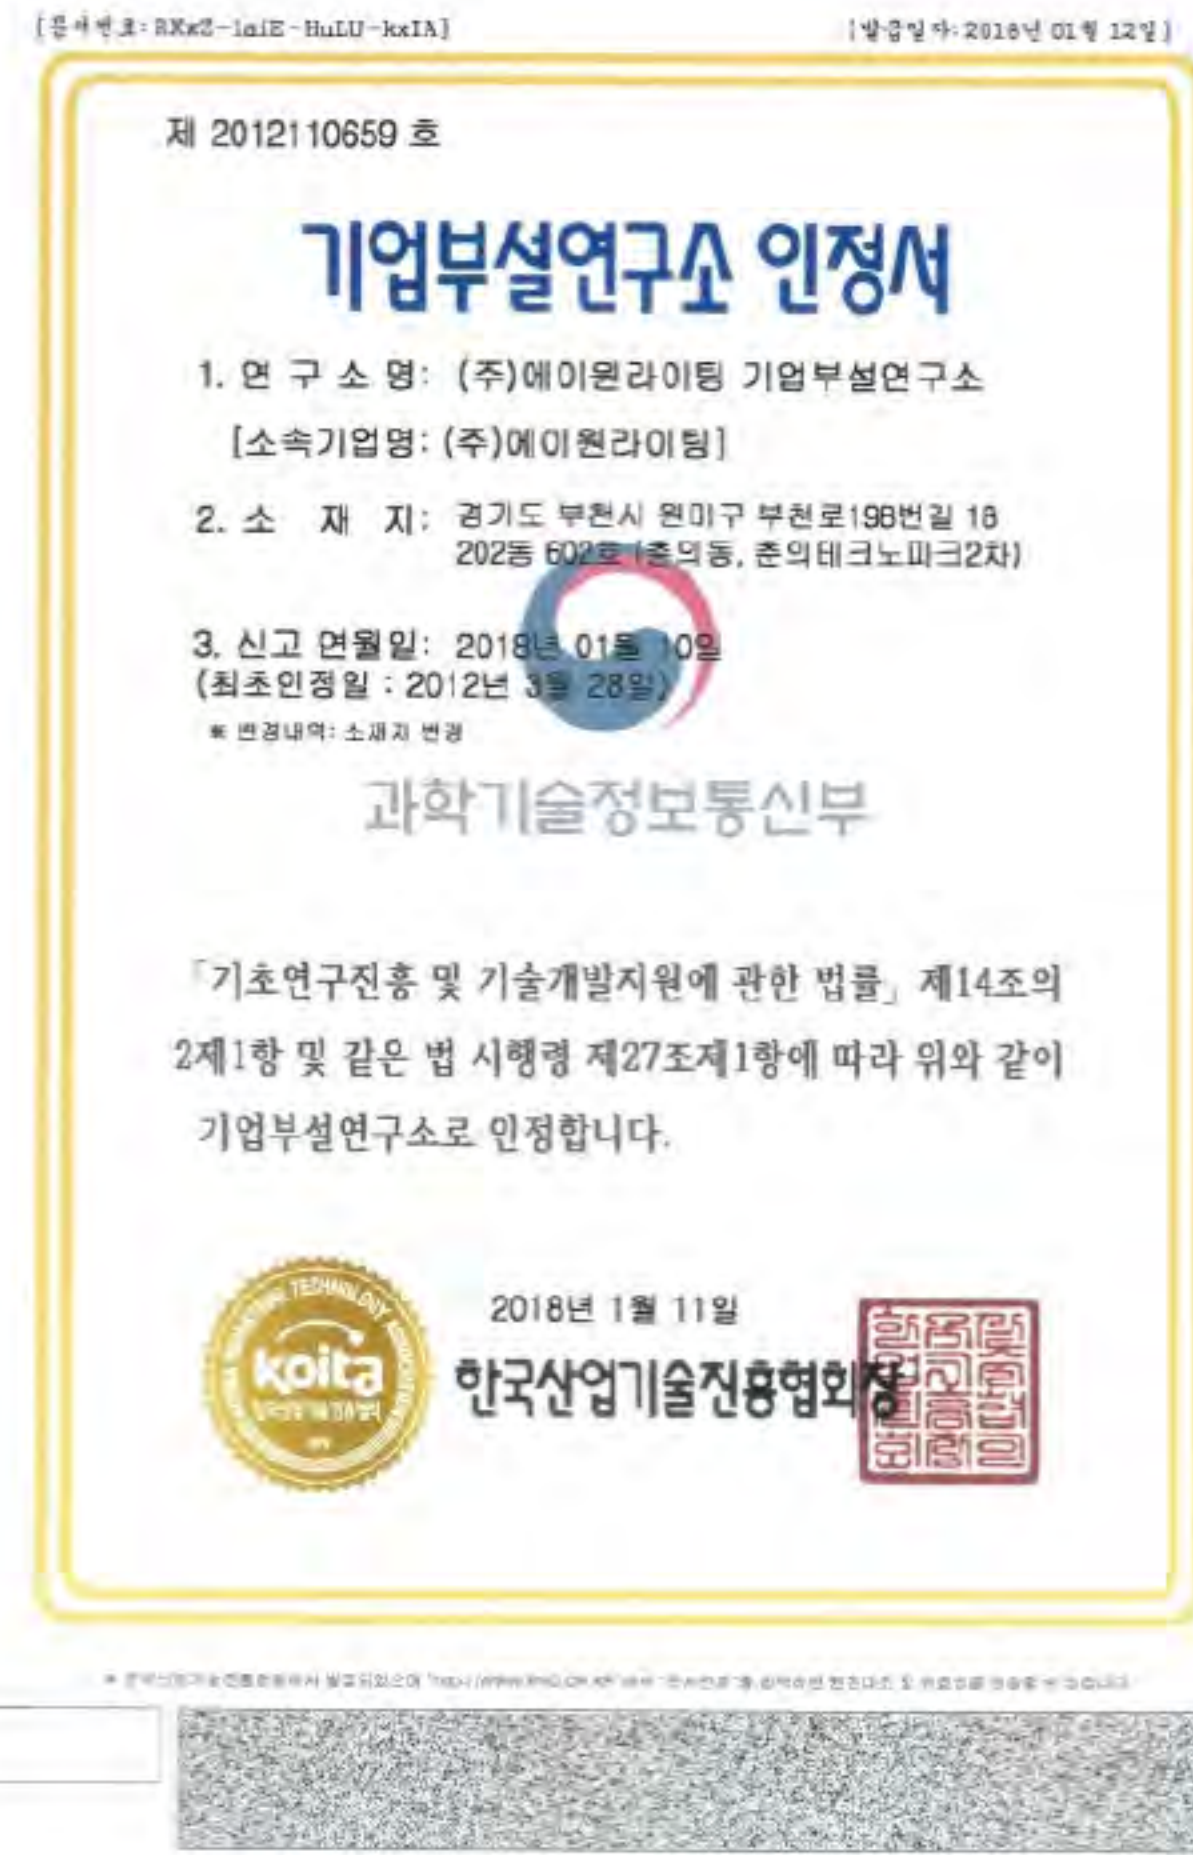 [문서번호: RXxZ-laiE-HuLU-kxIA]
[발급일자: 2018년 01월 12일]
제 2012110659 호
기업부설연구소 인정서
1. 연 구 소 명: (주)에이원라이팅 기업부설연구소
[소속기업명: (주)에이원라이팅]
2. 소 재 지: 경기도 부천시 원미구 부천로198번길 18
202동 602호 (춘의동, 춘의테크노파크2차)
3. 신고 연월일: 2018년 01월 10일
(최초인정일 : 2012년 3월 28일)
※ 변경내역: 소재지 변경
과학기술정보통신부
「기초연구진흥 및 기술개발지원에 관한 법률」 제14조의
2제1항 및 같은 법 시행령 제27조제1항에 따라 위와 같이
기업부설연구소로 인정합니다.
2018년 1월 11일
한국산업기술진흥협회장
TECHNOLOGY
koita